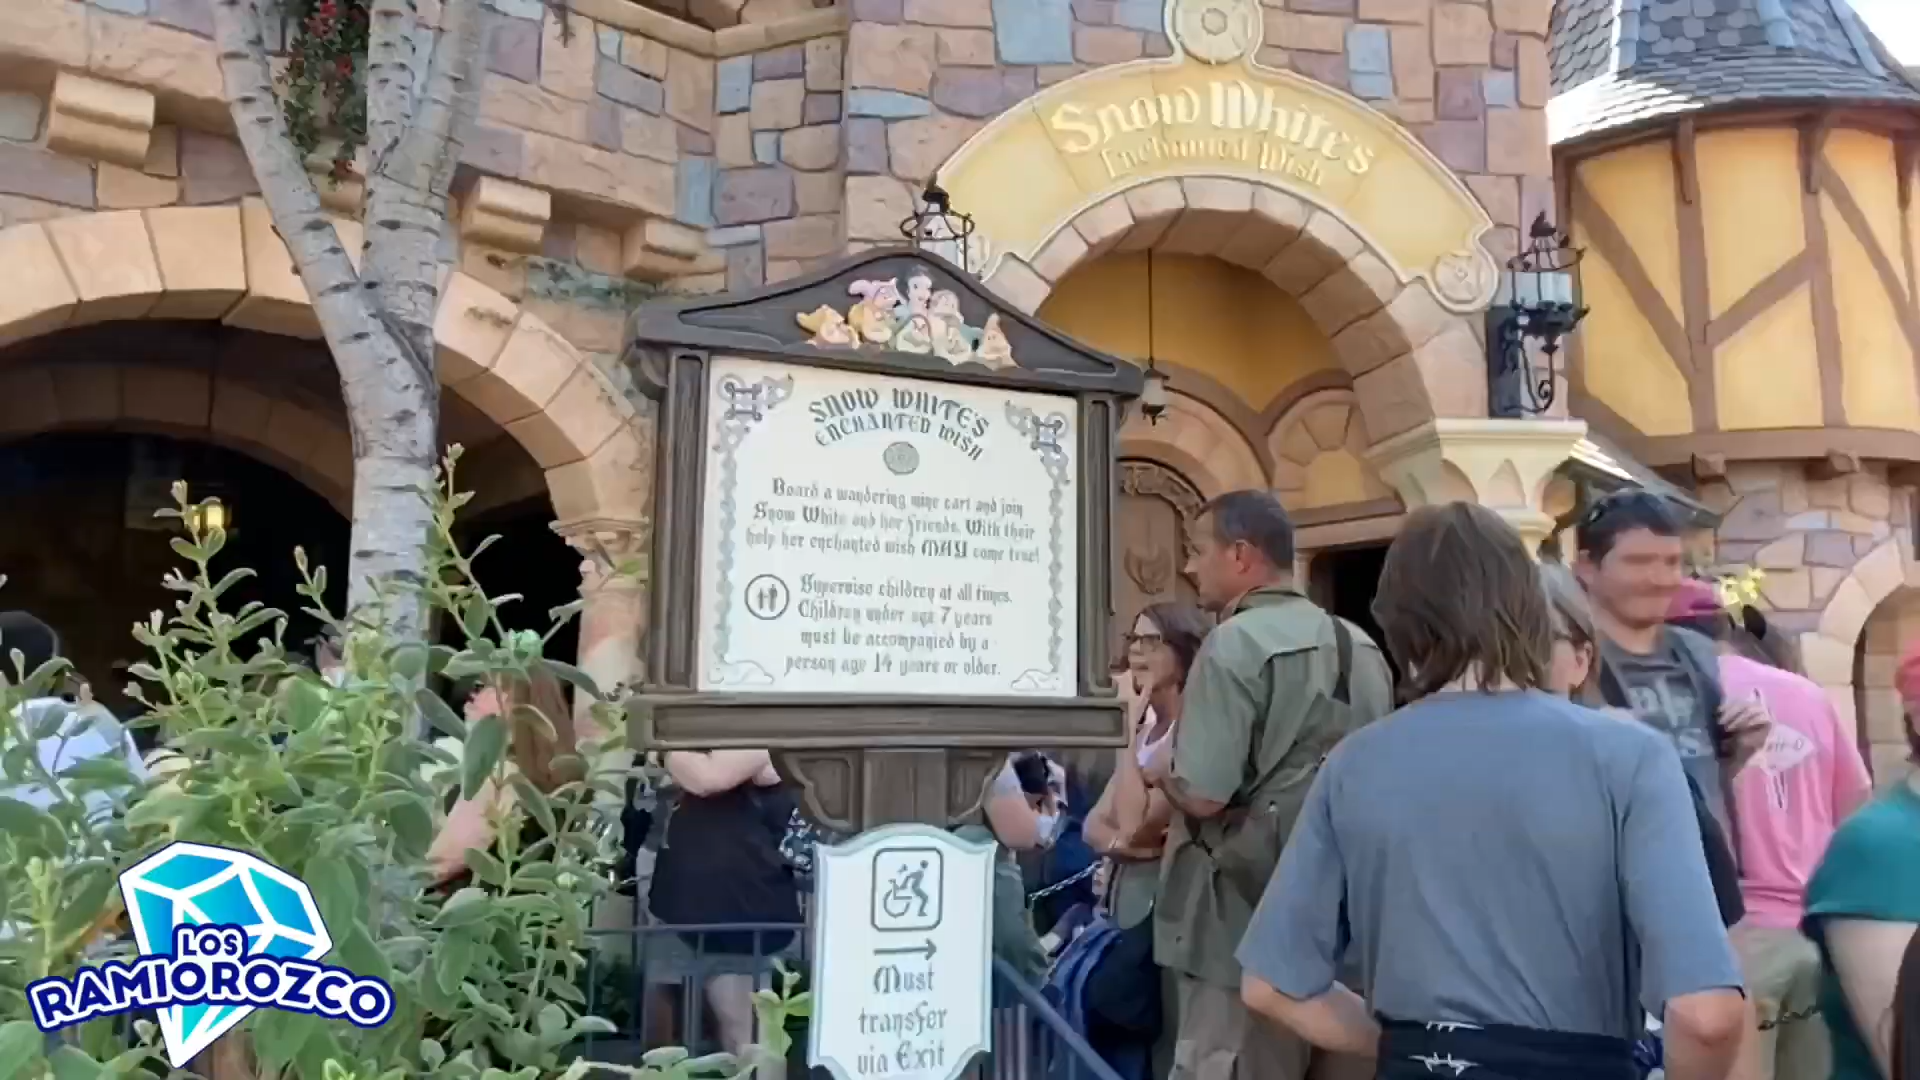 Snow White's
Enchanted Wish
SNOW WHITE'S
ENCHANTED WISH
Board a wandering mine cart and join
Snow White and her friends. With their
help her enchanted wish MAY come true!
Supervise children at all times.
Children under age 7 years
must be accompanied by a
person age 14 years or older.
Must
transfer
via Exit
LOS
RAMIOROZCO